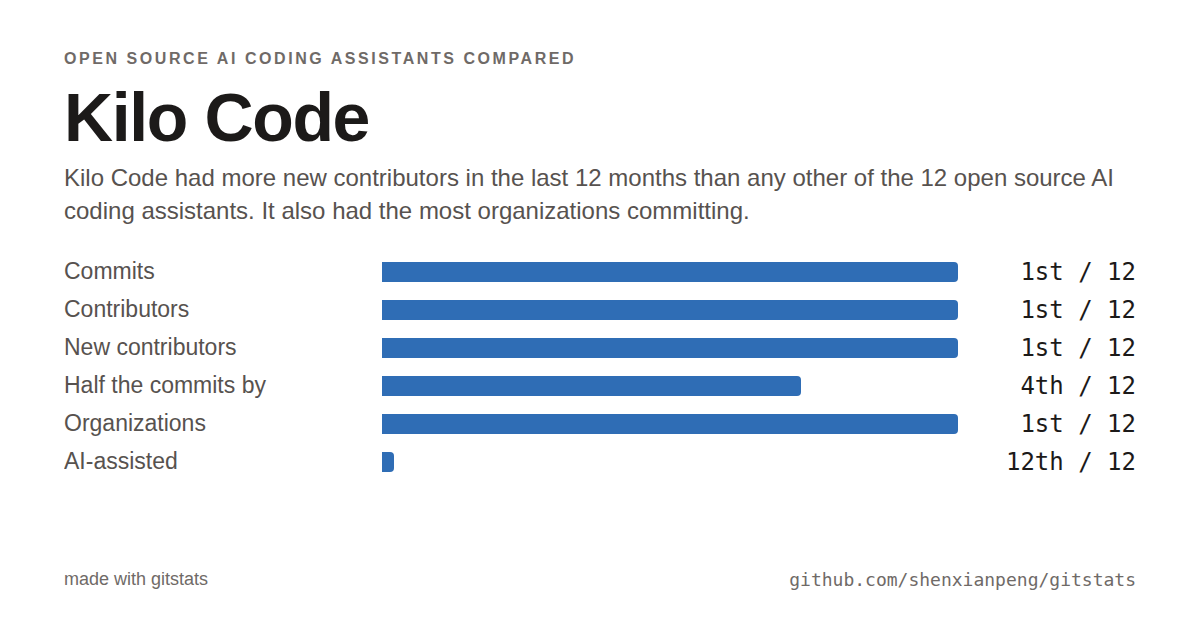 OPEN SOURCE AI CODING ASSISTANTS COMPARED
Kilo Code
Kilo Code had more new contributors in the last 12 months than any other of the 12 open source AI
coding assistants. It also had the most organizations committing.
Commits 1st / 12
Contributors 1st / 12
New contributors 1st / 12
Half the commits by 4th / 12
Organizations 1st / 12
AI-assisted 12th / 12
made with gitstats github.com/shenxianpeng/gitstats